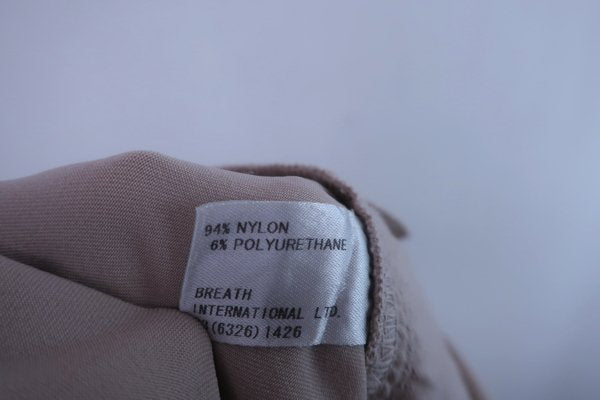 94% NYLON
6% POLYURETHANE
BREATH
INTERNATIONAL LTD.
(6326)1426